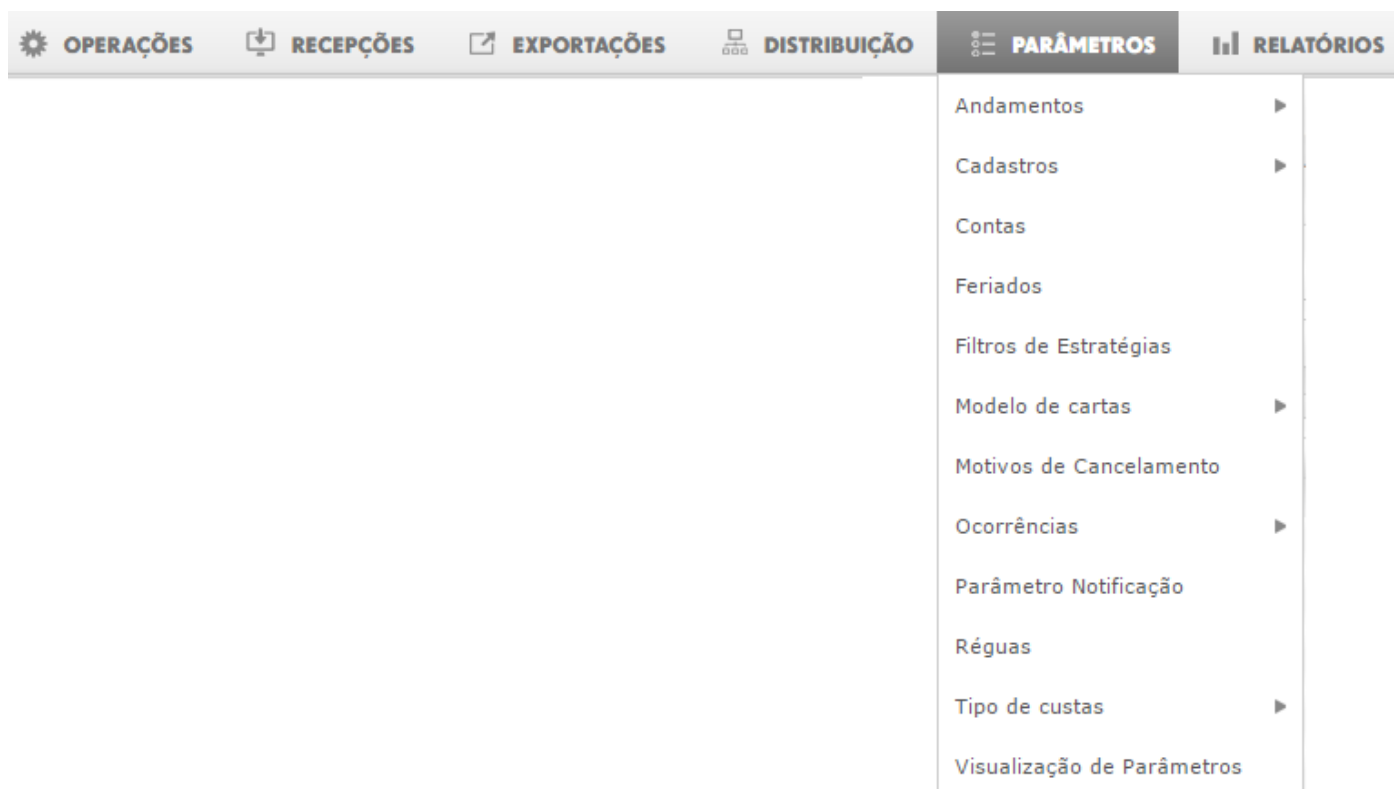 OPERAÇÕES RECEPÇÕES EXPORTAÇÕES DISTRIBUIÇÃO PARÂMETROS RELATÓRIOS
Andamentos
Cadastros
Contas
Feriados
Filtros de Estratégias
Modelo de cartas
Motivos de Cancelamento
Ocorrências
Parâmetro Notificação
Réguas
Tipo de custas
Visualização de Parâmetros